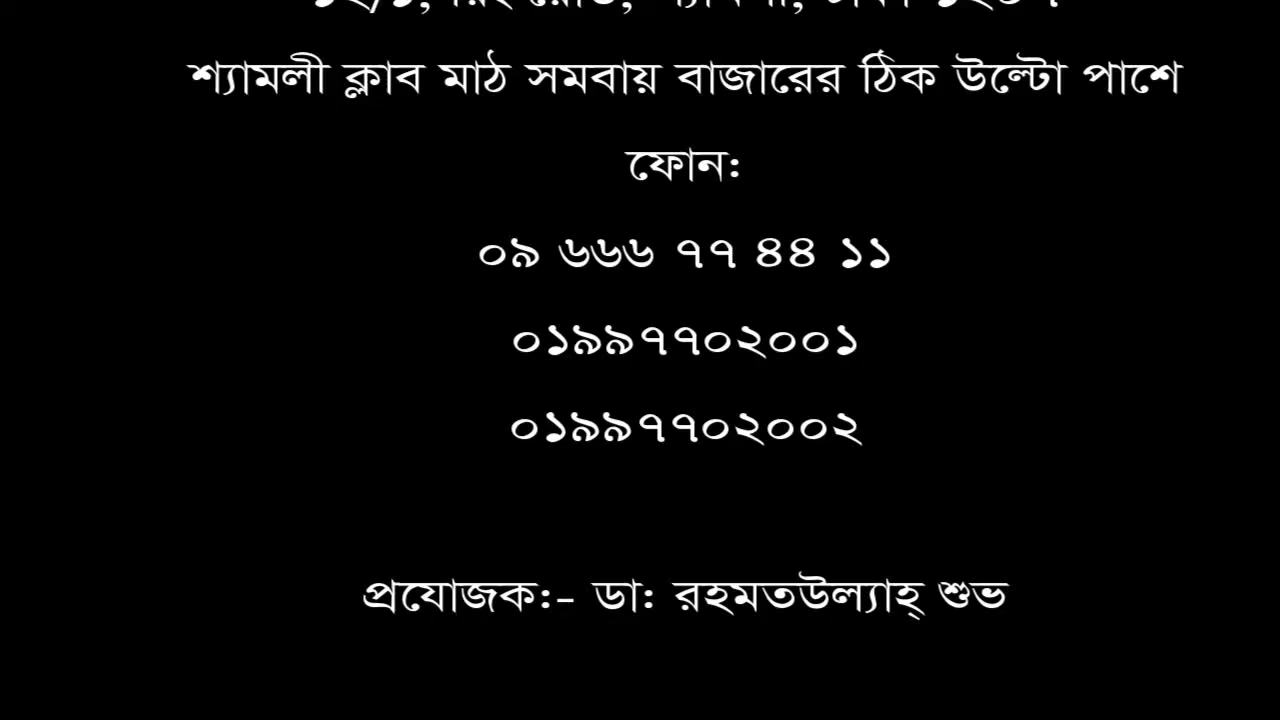 শ্যামলী ক্লাব মাঠ সমবায় বাজারের ঠিক উল্টো পাশে
ফোন:
০৯ ৬৬৬ ৭৭ ৪৪ ১১
০১৯৯৭৭০২০০১
০১৯৯৭৭০২০০২
প্রযোজক:- ডা: রহমতউল্যাহ্ শুভ